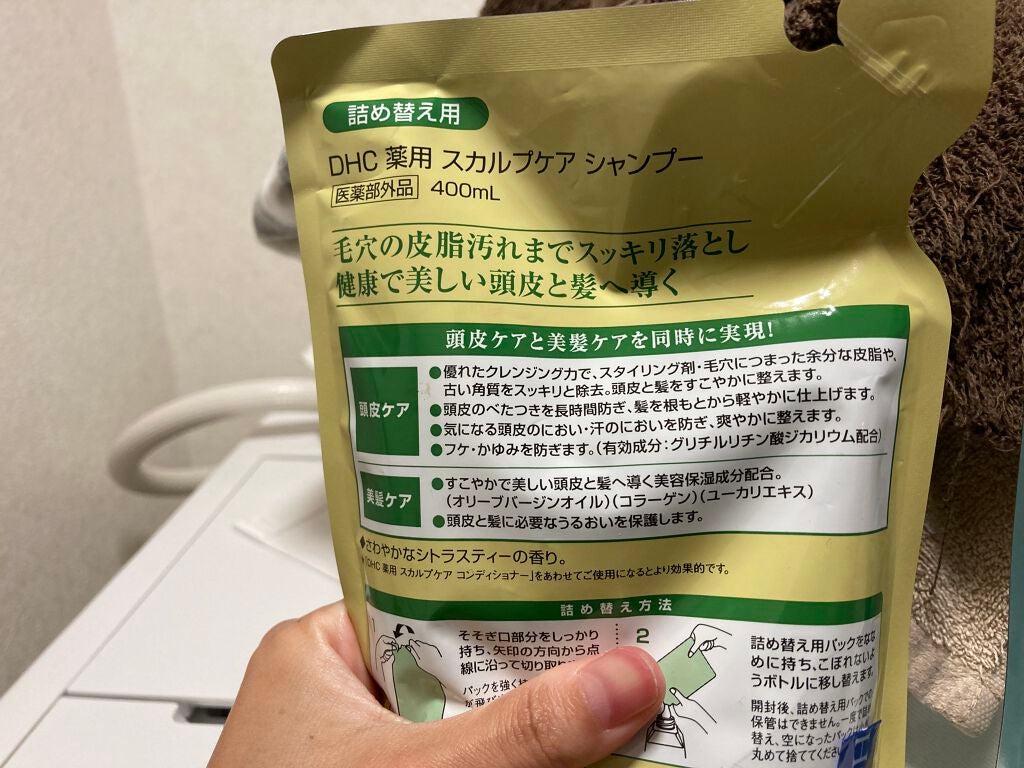 詰め替え用
DHC 薬用 スカルプケア シャンプー
医薬部外品 400mL
毛穴の皮脂汚れまでスッキリ落とし
健康で美しい頭皮と髪へ導く
頭皮ケアと美髪ケアを同時に実現!
頭皮ケア
●優れたクレンジング力で、スタイリング剤・毛穴につまった余分な皮脂や、
古い角質をスッキリと除去。頭皮と髪をすこやかに整えます。
●頭皮のべたつきを長時間防ぎ、髪を根もとから軽やかに仕上げます。
●気になる頭皮のにおい・汗のにおいを防ぎ、爽やかに整えます。
●フケ・かゆみを防ぎます。(有効成分:グリチルリチン酸ジカリウム配合)
美髪ケア
●すこやかで美しい頭皮と髪へ導く美容保湿成分配合。
(オリーブバージンオイル)(コラーゲン)(ユーカリエキス)
●頭皮と髪に必要なうるおいを保護します。
◆さわやかなシトラスティーの香り。
*「DHC 薬用 スカルプケア コンディショナー」をあわせてご使用になるとより効果的です。
詰め替え方法
1
そそぎ口部分をしっかり
持ち、矢印の方向から点
線に沿って切り取り
パックを強く持
が飛び
2
詰め替え用パックをなな
めに持ち、こぼれないよ
うボトルに移し替えます。
開封後、詰め替え用パックでの
保管はできません。一度で詰め
替え、空になったパックは
丸めて捨ててくださ